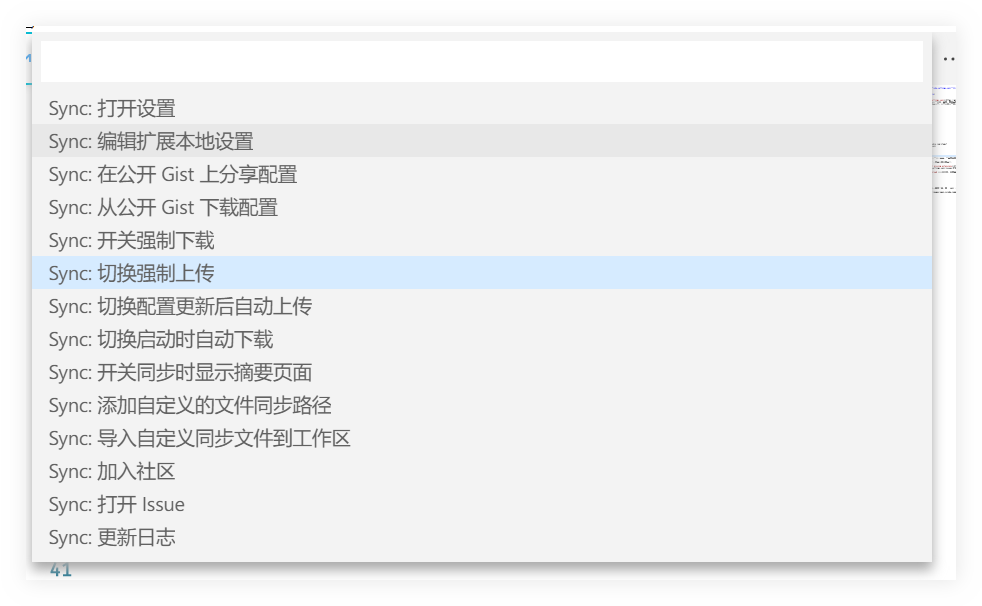 Sync: 打开设置
Sync: 编辑扩展本地设置
Sync: 在公开 Gist 上分享配置
Sync: 从公开 Gist 下载配置
Sync: 开关强制下载
Sync: 切换强制上传
Sync: 切换配置更新后自动上传
Sync: 切换启动时自动下载
Sync: 开关同步时显示摘要页面
Sync: 添加自定义的文件同步路径
Sync: 导入自定义同步文件到工作区
Sync: 加入社区
Sync: 打开 Issue
Sync: 更新日志
41